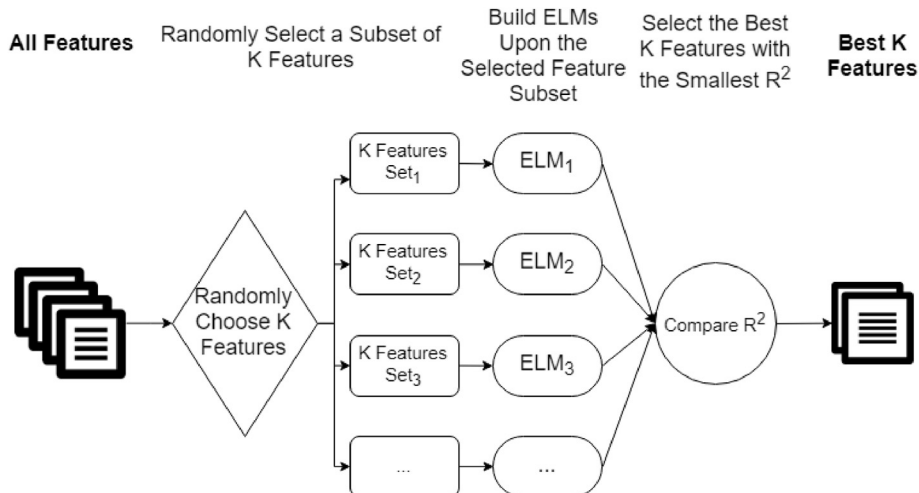 All Features
Randomly Select a Subset of
K Features
Build ELMs
Upon the
Selected Feature
Subset
Select the Best
K Features with
the Smallest R²
Best K
Features
K Features
Set₁
ELM₁
K Features
Set₂
ELM₂
Randomly
Choose K
Features
Compare R²
K Features
Set₃
ELM₃
...
...